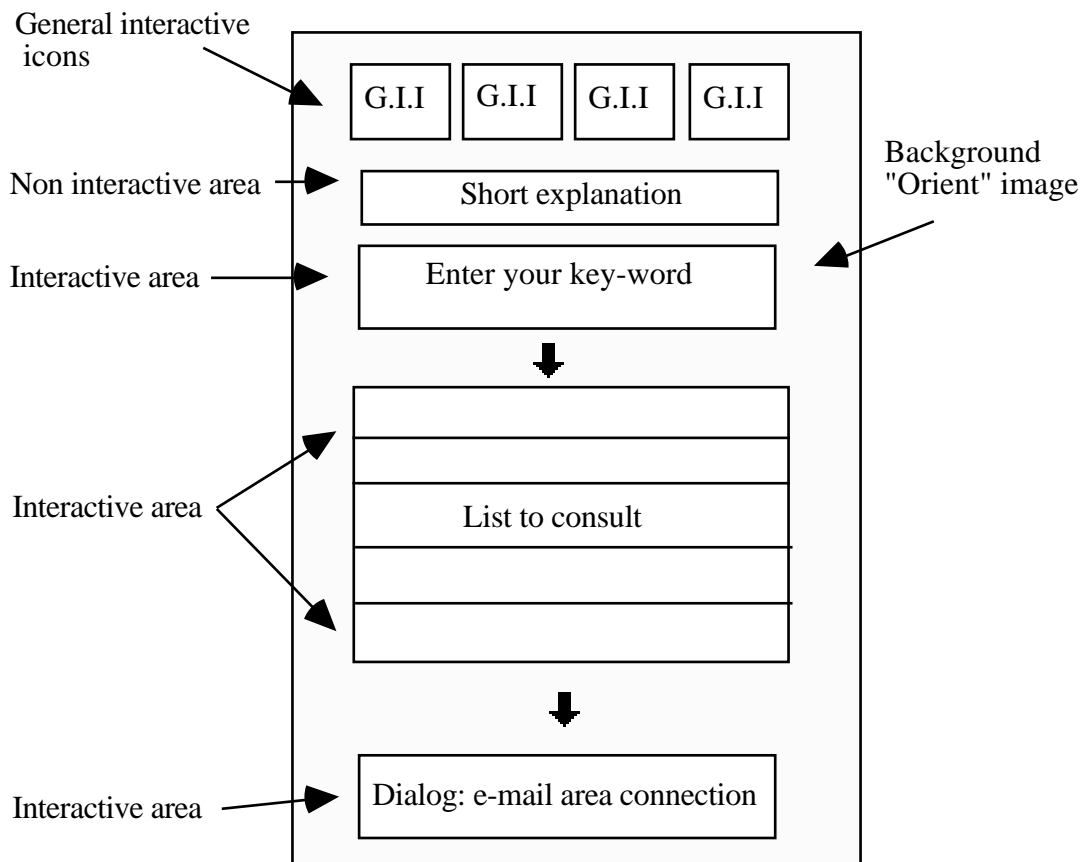 General interactive
icons
G.I.I G.I.I G.I.I G.I.I
Background
"Orient" image
Non interactive area
Short explanation
Interactive area
Enter your key-word
Interactive area
List to consult
Interactive area
Dialog: e-mail area connection